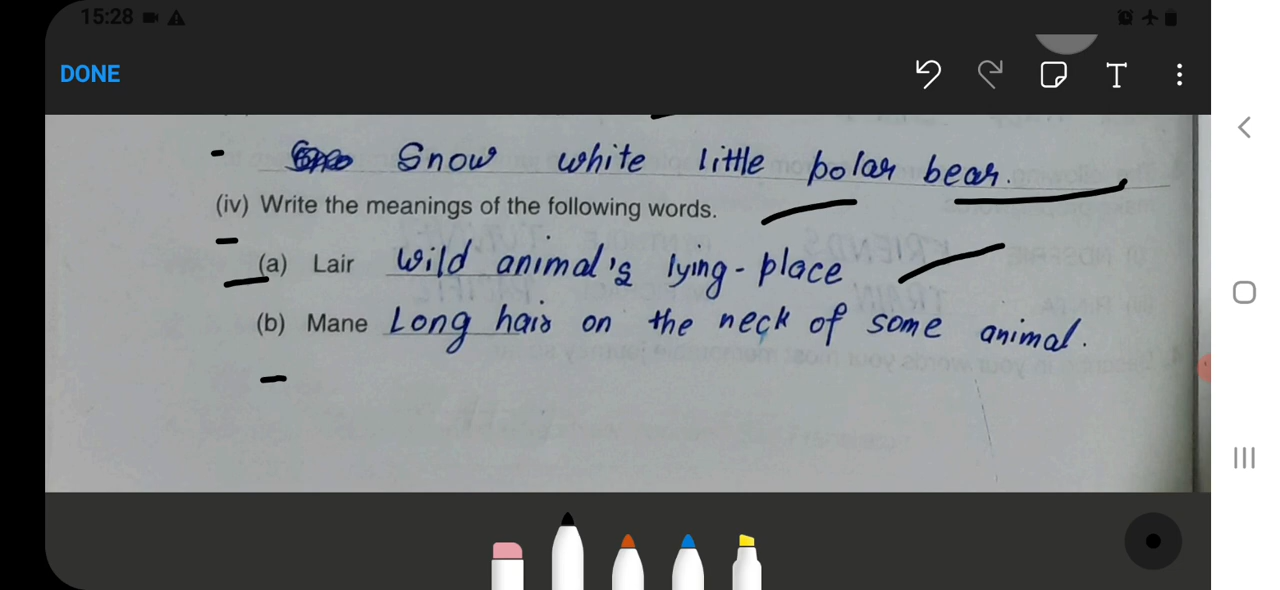 15:28
DONE
T
Snow white little polar bear.
(iv) Write the meanings of the following words.
(a) Lair wild animal's lying-place
(b) Mane Long hair on the neck of some animal.